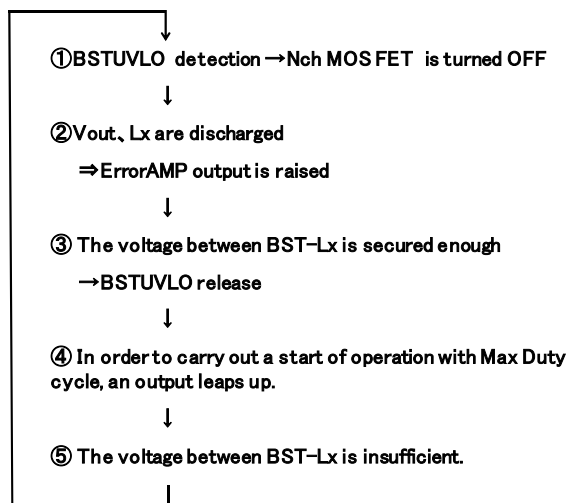 ①BSTUVLO detection→Nch MOSFET is turned OFF
↓
②Vout、Lx are discharged
⇒ErrorAMP output is raised
↓
③ The voltage between BST-Lx is secured enough
→BSTUVLO release
↓
④ In order to carry out a start of operation with Max Duty
cycle, an output leaps up.
↓
⑤ The voltage between BST-Lx is insufficient.